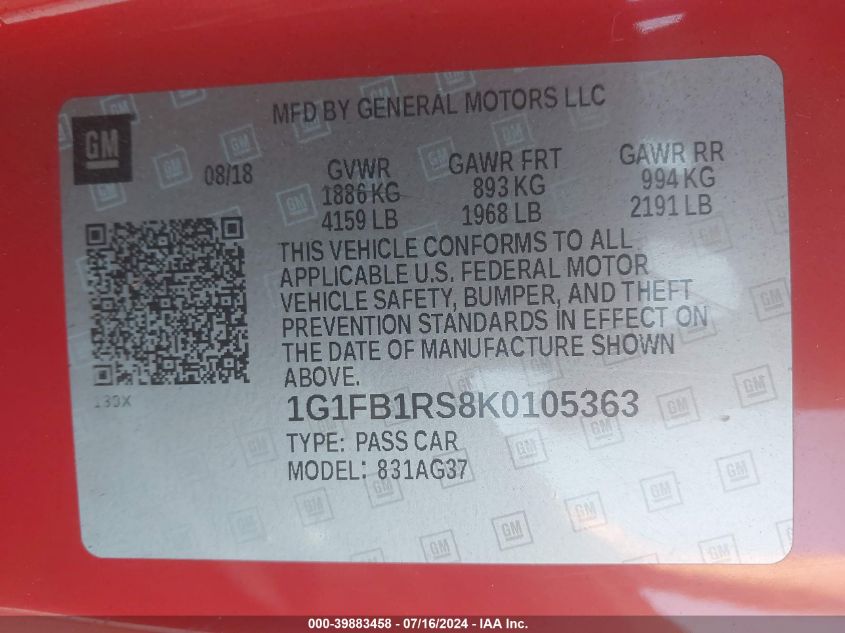 MFD BY GENERAL MOTORS LLC
GM
08/18
GVWR GAWR FRT GAWR RR
1886 KG 893 KG 994 KG
4159 LB 1968 LB 2191 LB
THIS VEHICLE CONFORMS TO ALL
APPLICABLE U.S. FEDERAL MOTOR
VEHICLE SAFETY, BUMPER, AND THEFT
PREVENTION STANDARDS IN EFFECT ON
THE DATE OF MANUFACTURE SHOWN
ABOVE.
1G1FB1RS8K0105363
TYPE: PASS CAR
MODEL: 831AG37
000-39883458 - 07/16/2024 - IAA Inc.